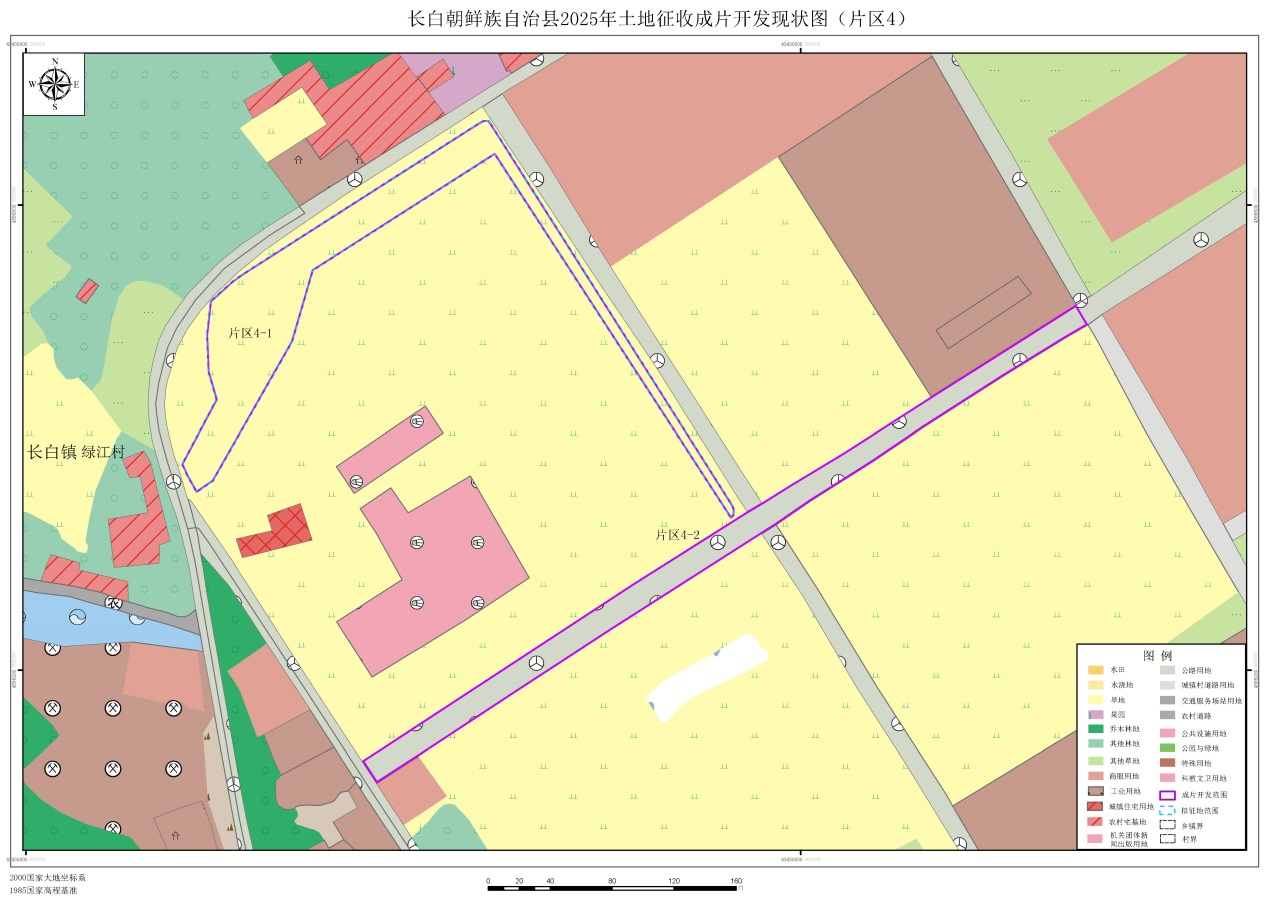 长白朝鲜族自治县2025年土地征收成片开发现状图（片区4）
N
W
E
S
片区4-1
长白镇 绿江村
片区4-2
农
图 例
水田
水浇地
旱地
果园
乔木林地
其他林地
其他草地
商服用地
工业用地
城镇住宅用地
农村宅基地
机关团体新
闻出版用地
公路用地
城镇村道路用地
交通服务场站用地
农村道路
公共设施用地
公园与绿地
特殊用地
科教文卫用地
成片开发范围
拟征地范围
乡镇界
村界
2000国家大地坐标系
1985国家高程基准
0 20 40 80 120 160
m